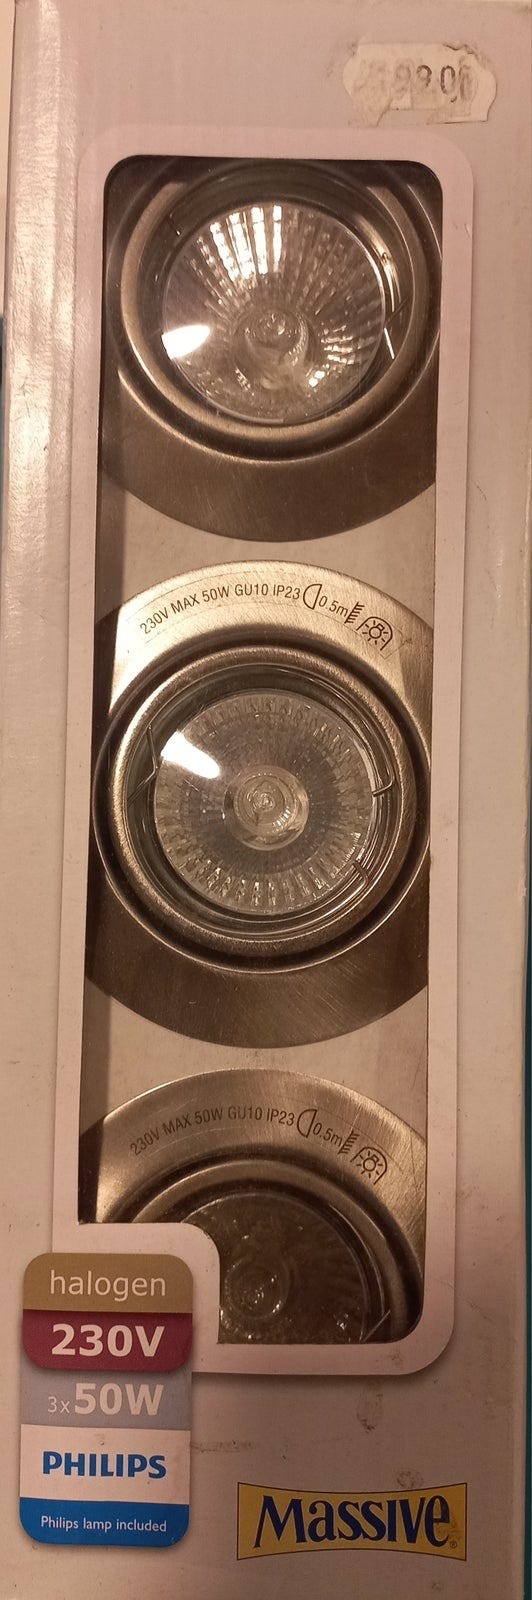 230V MAX 50W GU10 IP23 0.5m
230V MAX 50W GU10 IP23 0.5m
halogen
230V
3x50W
PHILIPS
Philips lamp included
Massive®